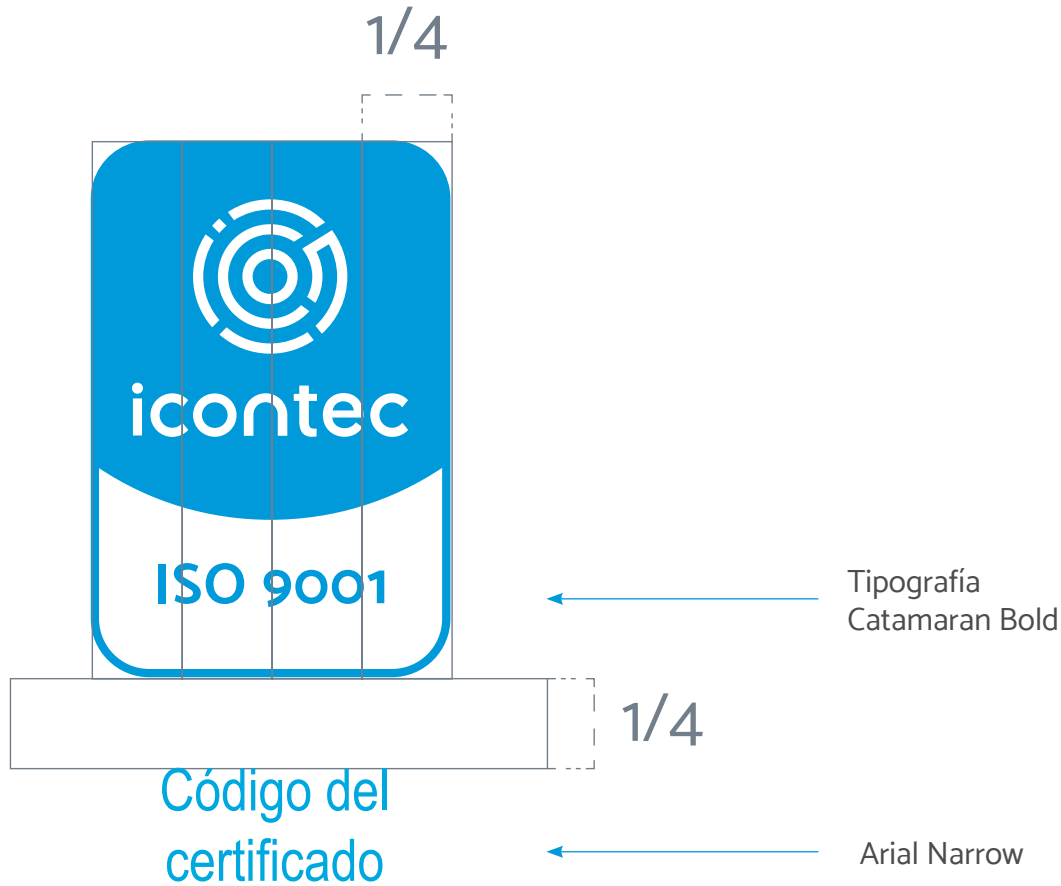 1/4
icontec
ISO 9001
Tipografía
Catamaran Bold
1/4
Código del
certificado
Arial Narrow